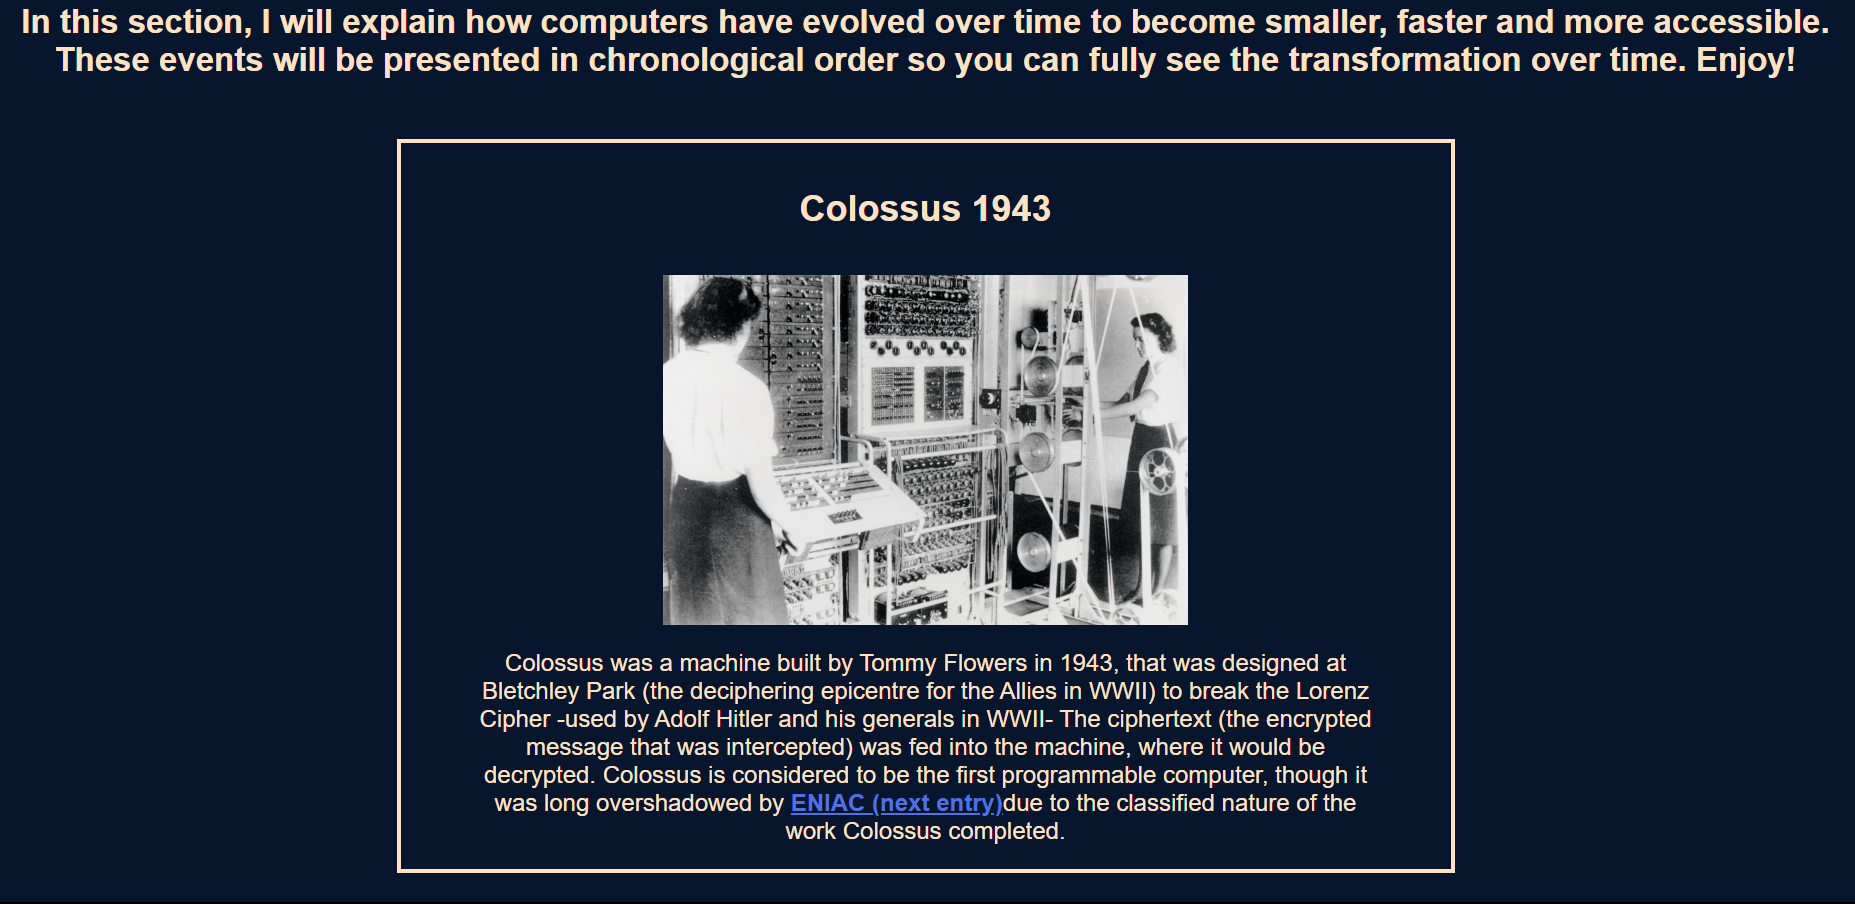 In this section, I will explain how computers have evolved over time to become smaller, faster and more accessible.
These events will be presented in chronological order so you can fully see the transformation over time. Enjoy!
Colossus 1943
Colossus was a machine built by Tommy Flowers in 1943, that was designed at
Bletchley Park (the deciphering epicentre for the Allies in WWII) to break the Lorenz
Cipher -used by Adolf Hitler and his generals in WWII- The ciphertext (the encrypted
message that was intercepted) was fed into the machine, where it would be
decrypted. Colossus is considered to be the first programmable computer, though it
was long overshadowed by ENIAC (next entry)due to the classified nature of the
work Colossus completed.